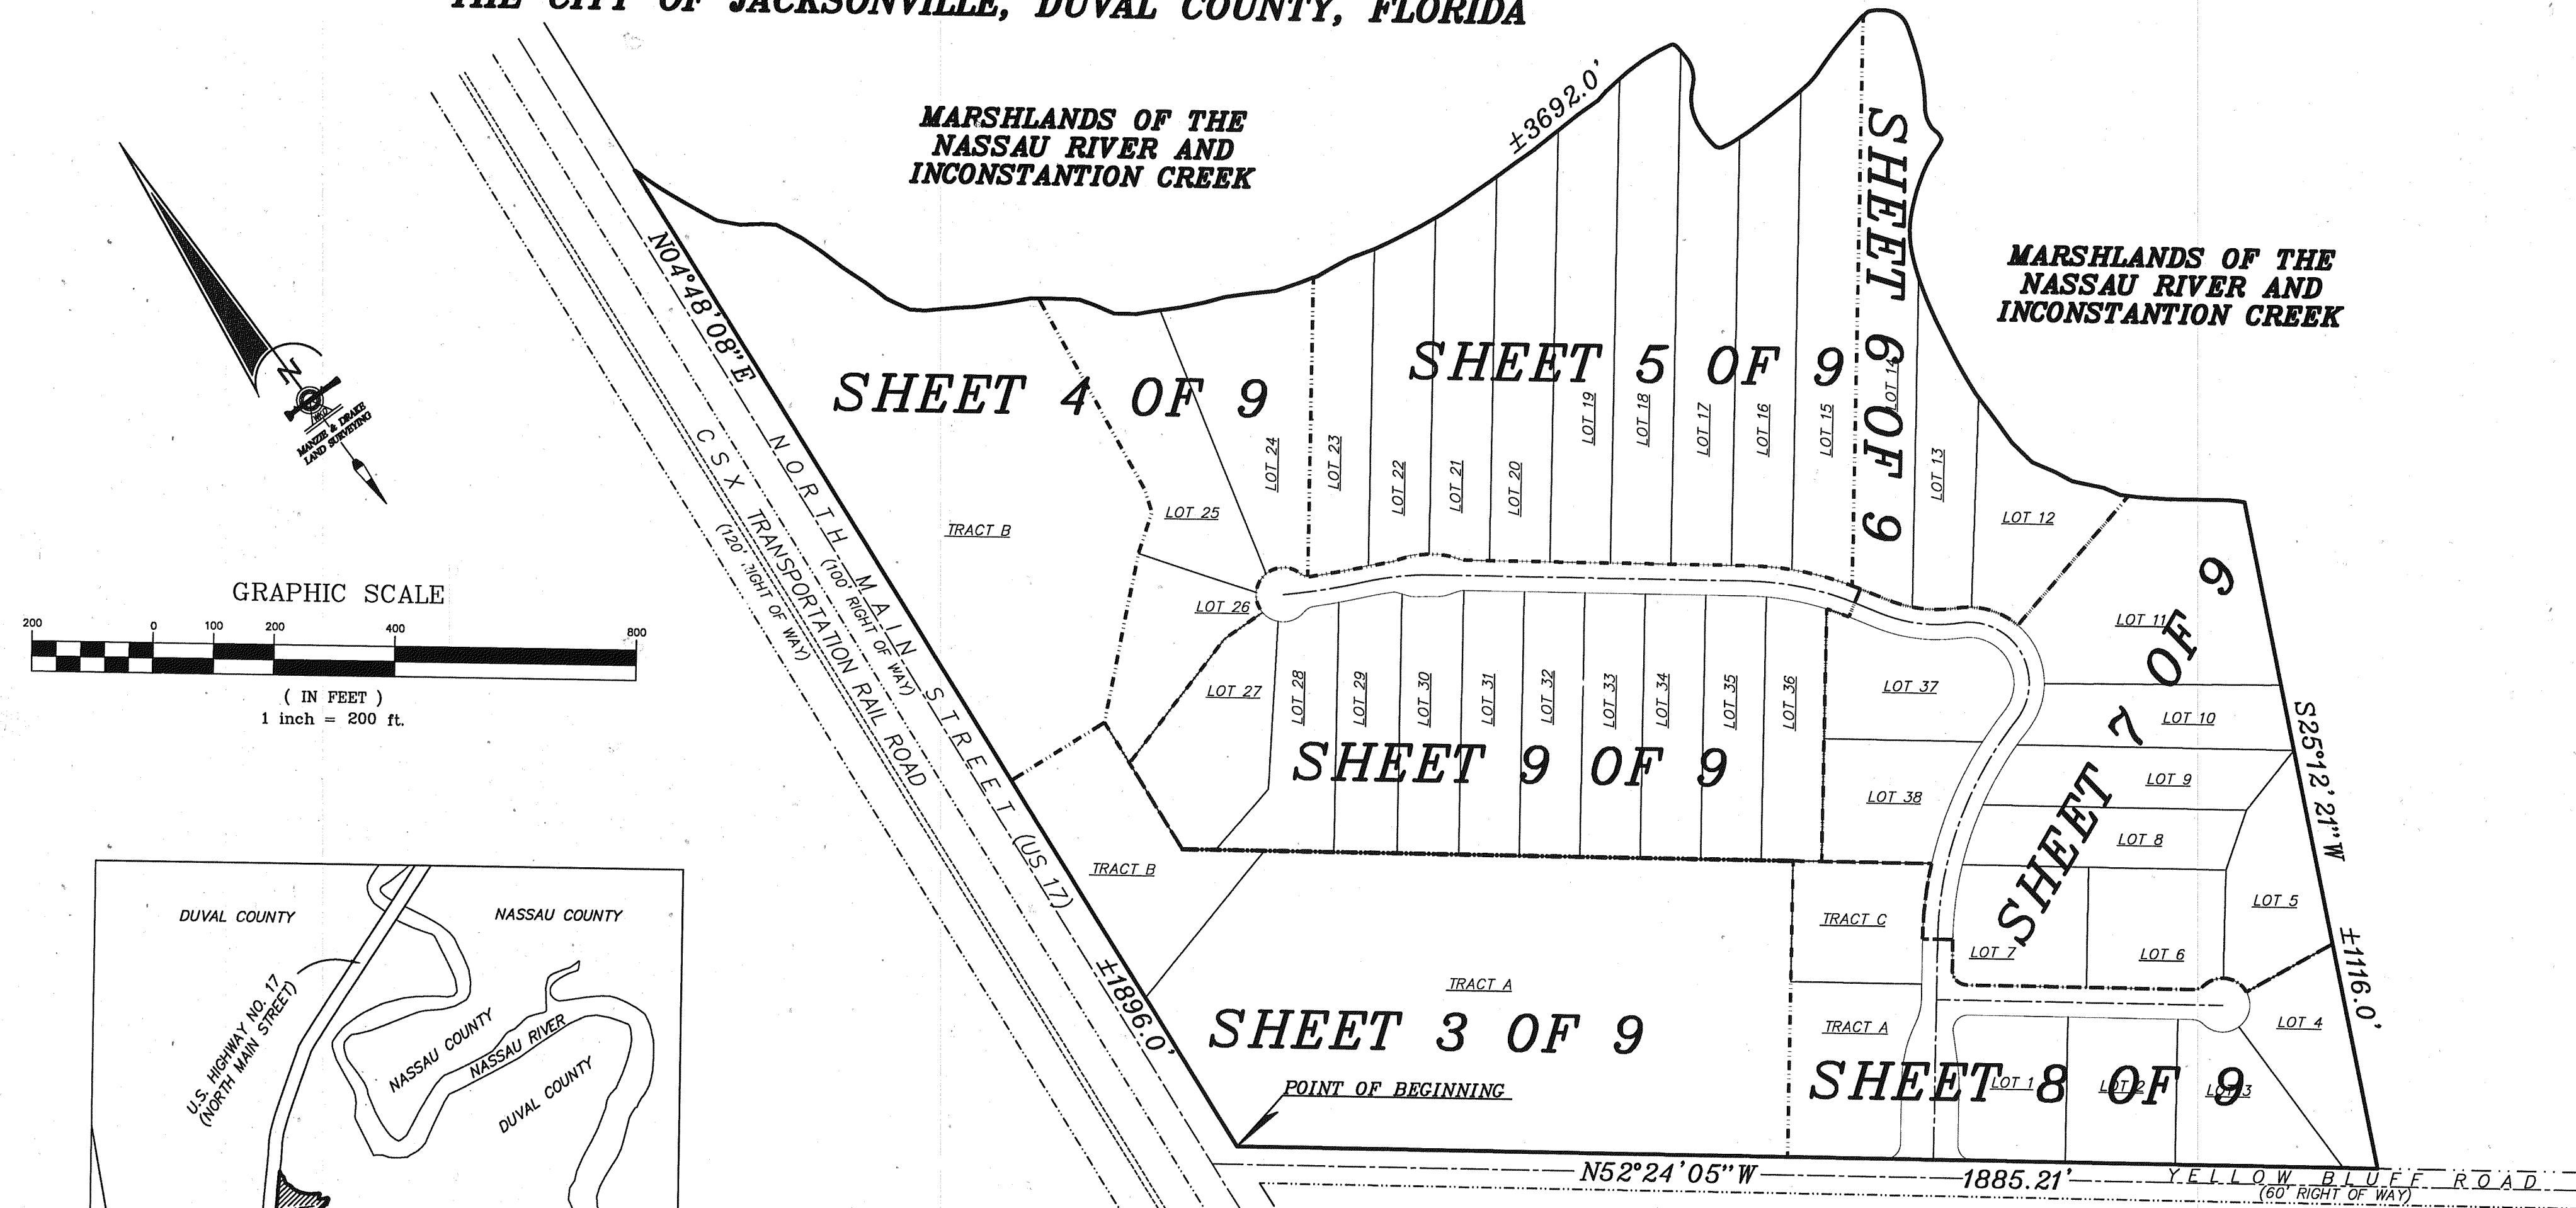 THE CITY OF JACKSONVILLE, DUVAL COUNTY, FLORIDA
MARSHLANDS OF THE
NASSAU RIVER AND
INCONSTANTION CREEK
±3692.0'
MARSHLANDS OF THE
NASSAU RIVER AND
INCONSTANTION CREEK
N
MANZIE & DRAKE
LAND SURVEYING
GRAPHIC SCALE
200 0 100 200 400 800
( IN FEET )
1 inch = 200 ft.
N04°48'08"E
±1896.0'
NORTH MAIN STREET (US 17)
(100' RIGHT OF WAY)
CSX TRANSPORTATION RAIL ROAD
(120' RIGHT OF WAY)
SHEET 4 OF 9
TRACT B
LOT 25
LOT 24
LOT 26
LOT 27
SHEET 5 OF 9
LOT 23
LOT 22
LOT 21
LOT 20
LOT 19
LOT 18
LOT 17
LOT 16
LOT 15
SHEET 6 OF 9
LOT 14
LOT 13
LOT 12
SHEET 9 OF 9
LOT 28
LOT 29
LOT 30
LOT 31
LOT 32
LOT 33
LOT 34
LOT 35
LOT 36
LOT 37
LOT 38
SHEET 7 OF 9
LOT 11
LOT 10
LOT 9
LOT 8
LOT 7
LOT 6
LOT 5
S25°12'21"W
±1116.0'
TRACT B
SHEET 3 OF 9
TRACT A
POINT OF BEGINNING
TRACT C
TRACT A
SHEET 8 OF 9
LOT 1
LOT 2
LOT 3
LOT 4
N52°24'05"W
1885.21'
YELLOW BLUFF ROAD
(60' RIGHT OF WAY)
DUVAL COUNTY
NASSAU COUNTY
U.S. HIGHWAY NO. 17
(NORTH MAIN STREET)
NASSAU COUNTY
NASSAU RIVER
DUVAL COUNTY